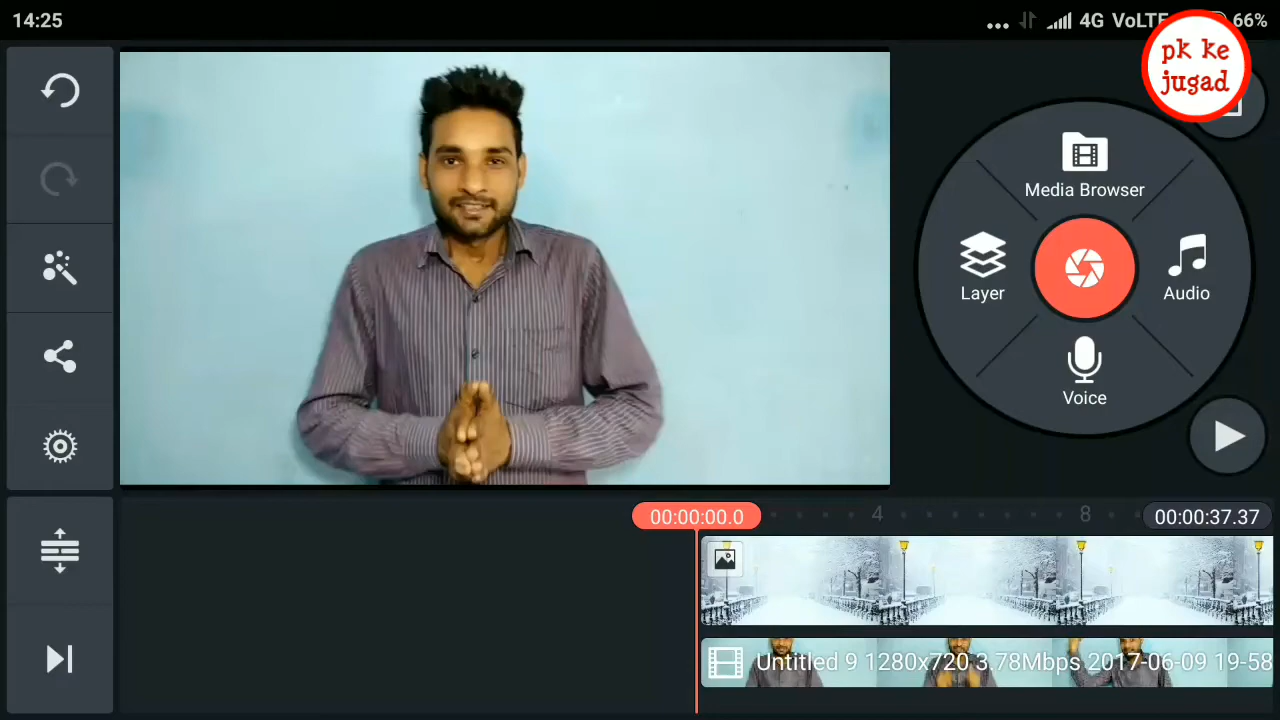 14:25
4G VoLTE 66%
pk ke
jugad
Media Browser
Layer
Audio
Voice
00:00:00.0
4
8
00:00:37.37
Untitled 9 1280x720 3.78Mbps 2017-06-09 19-58